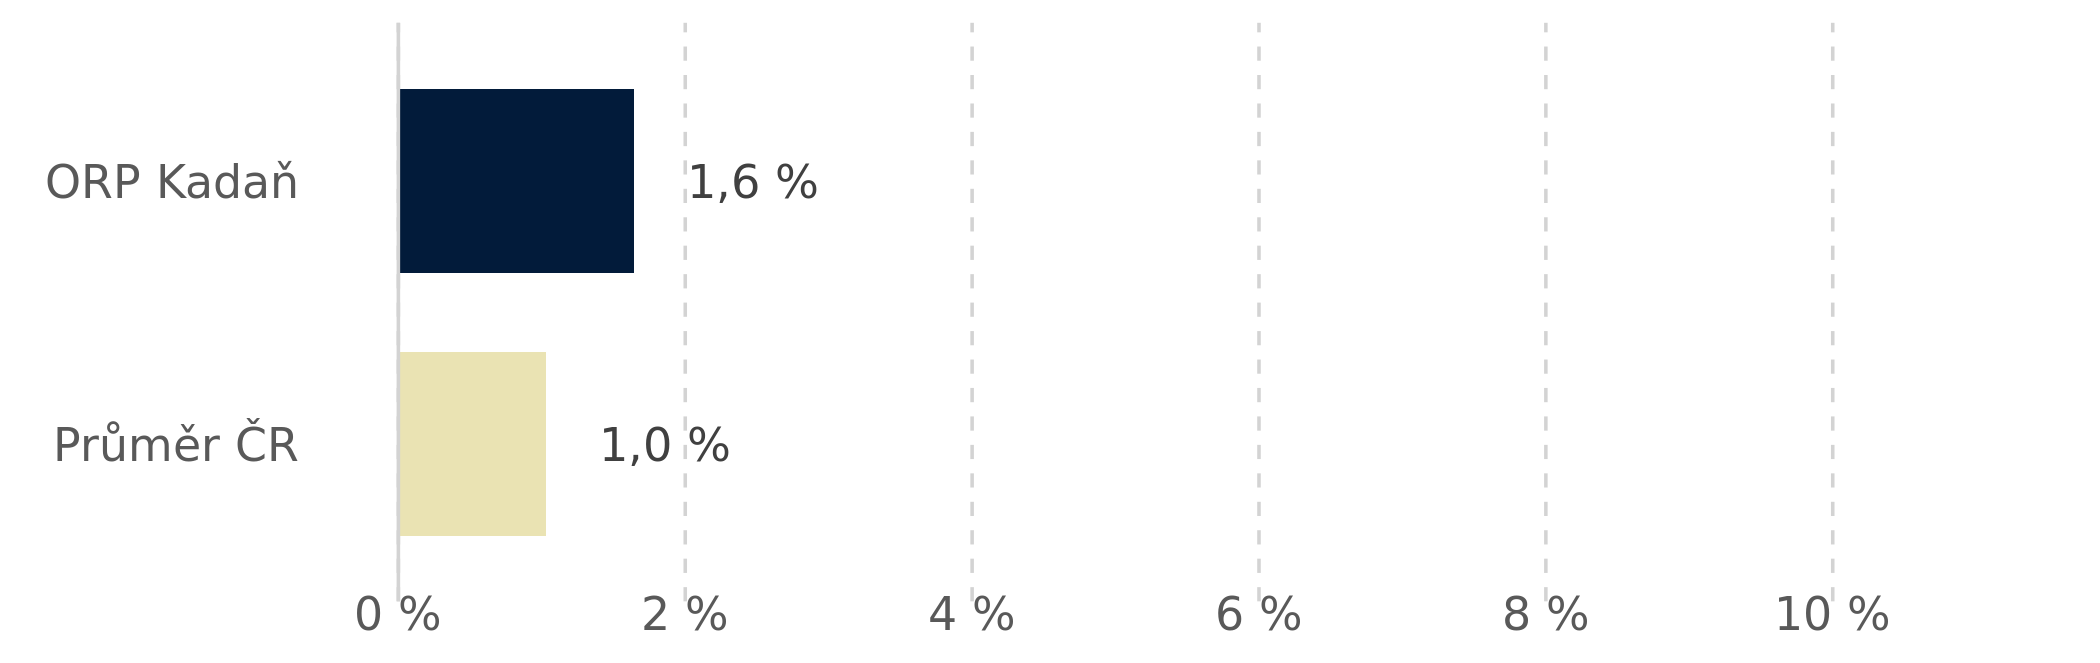 ORP Kadaň 1,6 %
Průměr ČR 1,0 %
0 % 2 % 4 % 6 % 8 % 10 %